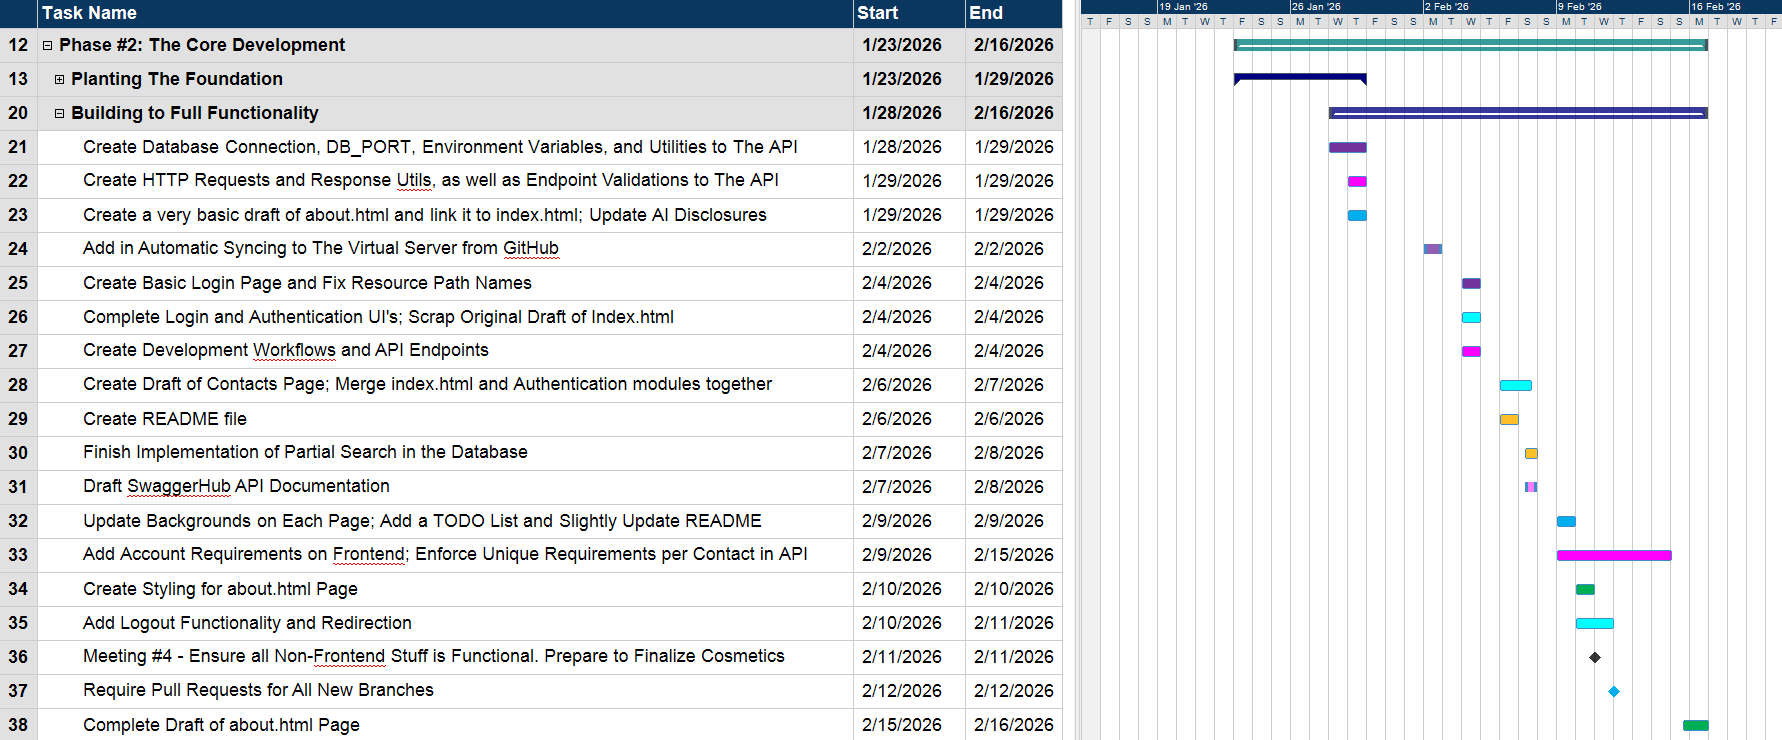 Task Name Start End 19 Jan '26 26 Jan '26 2 Feb '26 9 Feb '26 16 Feb '26
T F S S M T W T F S S M T W T F S S M T W T F S S M T W T F S S M T W T F
12 Phase #2: The Core Development 1/23/2026 2/16/2026
13 Planting The Foundation 1/23/2026 1/29/2026
20 Building to Full Functionality 1/28/2026 2/16/2026
21 Create Database Connection, DB_PORT, Environment Variables, and Utilities to The API 1/28/2026 1/29/2026
22 Create HTTP Requests and Response Utils, as well as Endpoint Validations to The API 1/29/2026 1/29/2026
23 Create a very basic draft of about.html and link it to index.html; Update AI Disclosures 1/29/2026 1/29/2026
24 Add in Automatic Syncing to The Virtual Server from GitHub 2/2/2026 2/2/2026
25 Create Basic Login Page and Fix Resource Path Names 2/4/2026 2/4/2026
26 Complete Login and Authentication UI's; Scrap Original Draft of Index.html 2/4/2026 2/4/2026
27 Create Development Workflows and API Endpoints 2/4/2026 2/4/2026
28 Create Draft of Contacts Page; Merge index.html and Authentication modules together 2/6/2026 2/7/2026
29 Create README file 2/6/2026 2/6/2026
30 Finish Implementation of Partial Search in the Database 2/7/2026 2/8/2026
31 Draft SwaggerHub API Documentation 2/7/2026 2/8/2026
32 Update Backgrounds on Each Page; Add a TODO List and Slightly Update README 2/9/2026 2/9/2026
33 Add Account Requirements on Frontend; Enforce Unique Requirements per Contact in API 2/9/2026 2/15/2026
34 Create Styling for about.html Page 2/10/2026 2/10/2026
35 Add Logout Functionality and Redirection 2/10/2026 2/11/2026
36 Meeting #4 - Ensure all Non-Frontend Stuff is Functional. Prepare to Finalize Cosmetics 2/11/2026 2/11/2026
37 Require Pull Requests for All New Branches 2/12/2026 2/12/2026
38 Complete Draft of about.html Page 2/15/2026 2/16/2026